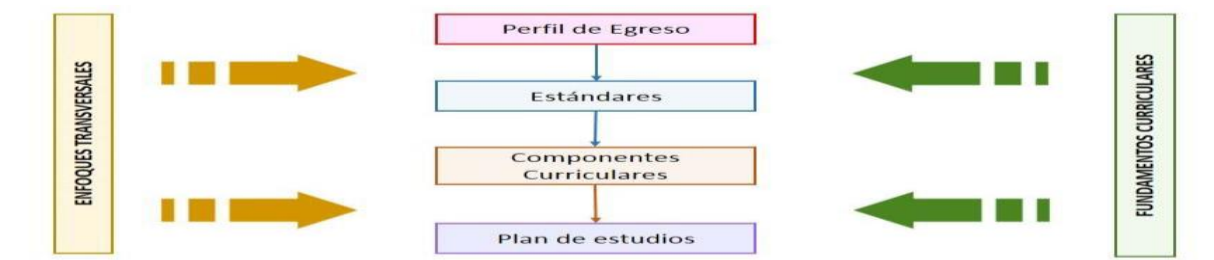 ENFOQUES TRANSVERSALES
Perfil de Egreso
Estándares
Componentes
Curriculares
Plan de estudios
FUNDAMENTOS CURRICULARES